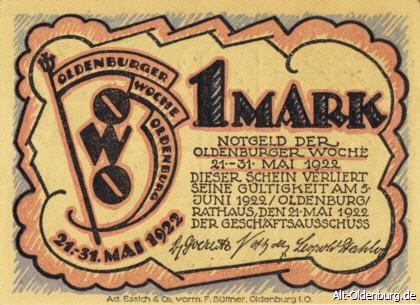 OLDENBURGER
WOCHE
OLDENBURG
OWO
21.-31. MAI 1922
1 MARK
NOTGELD DER
OLDENBURGER WOCHE
21.-31. MAI 1922
DIESER SCHEIN VERLIERT
SEINE GÜLTIGKEIT AM 5.
JUNI 1922/OLDENBURG/
RATHAUS, DEN 21. MAI 1922
DER GESCHÄFTSAUSSCHUSS
Ad. Essich & Co., vorm. F. Büttner, Oldenburg i. O.
Alt-Oldenburg.de